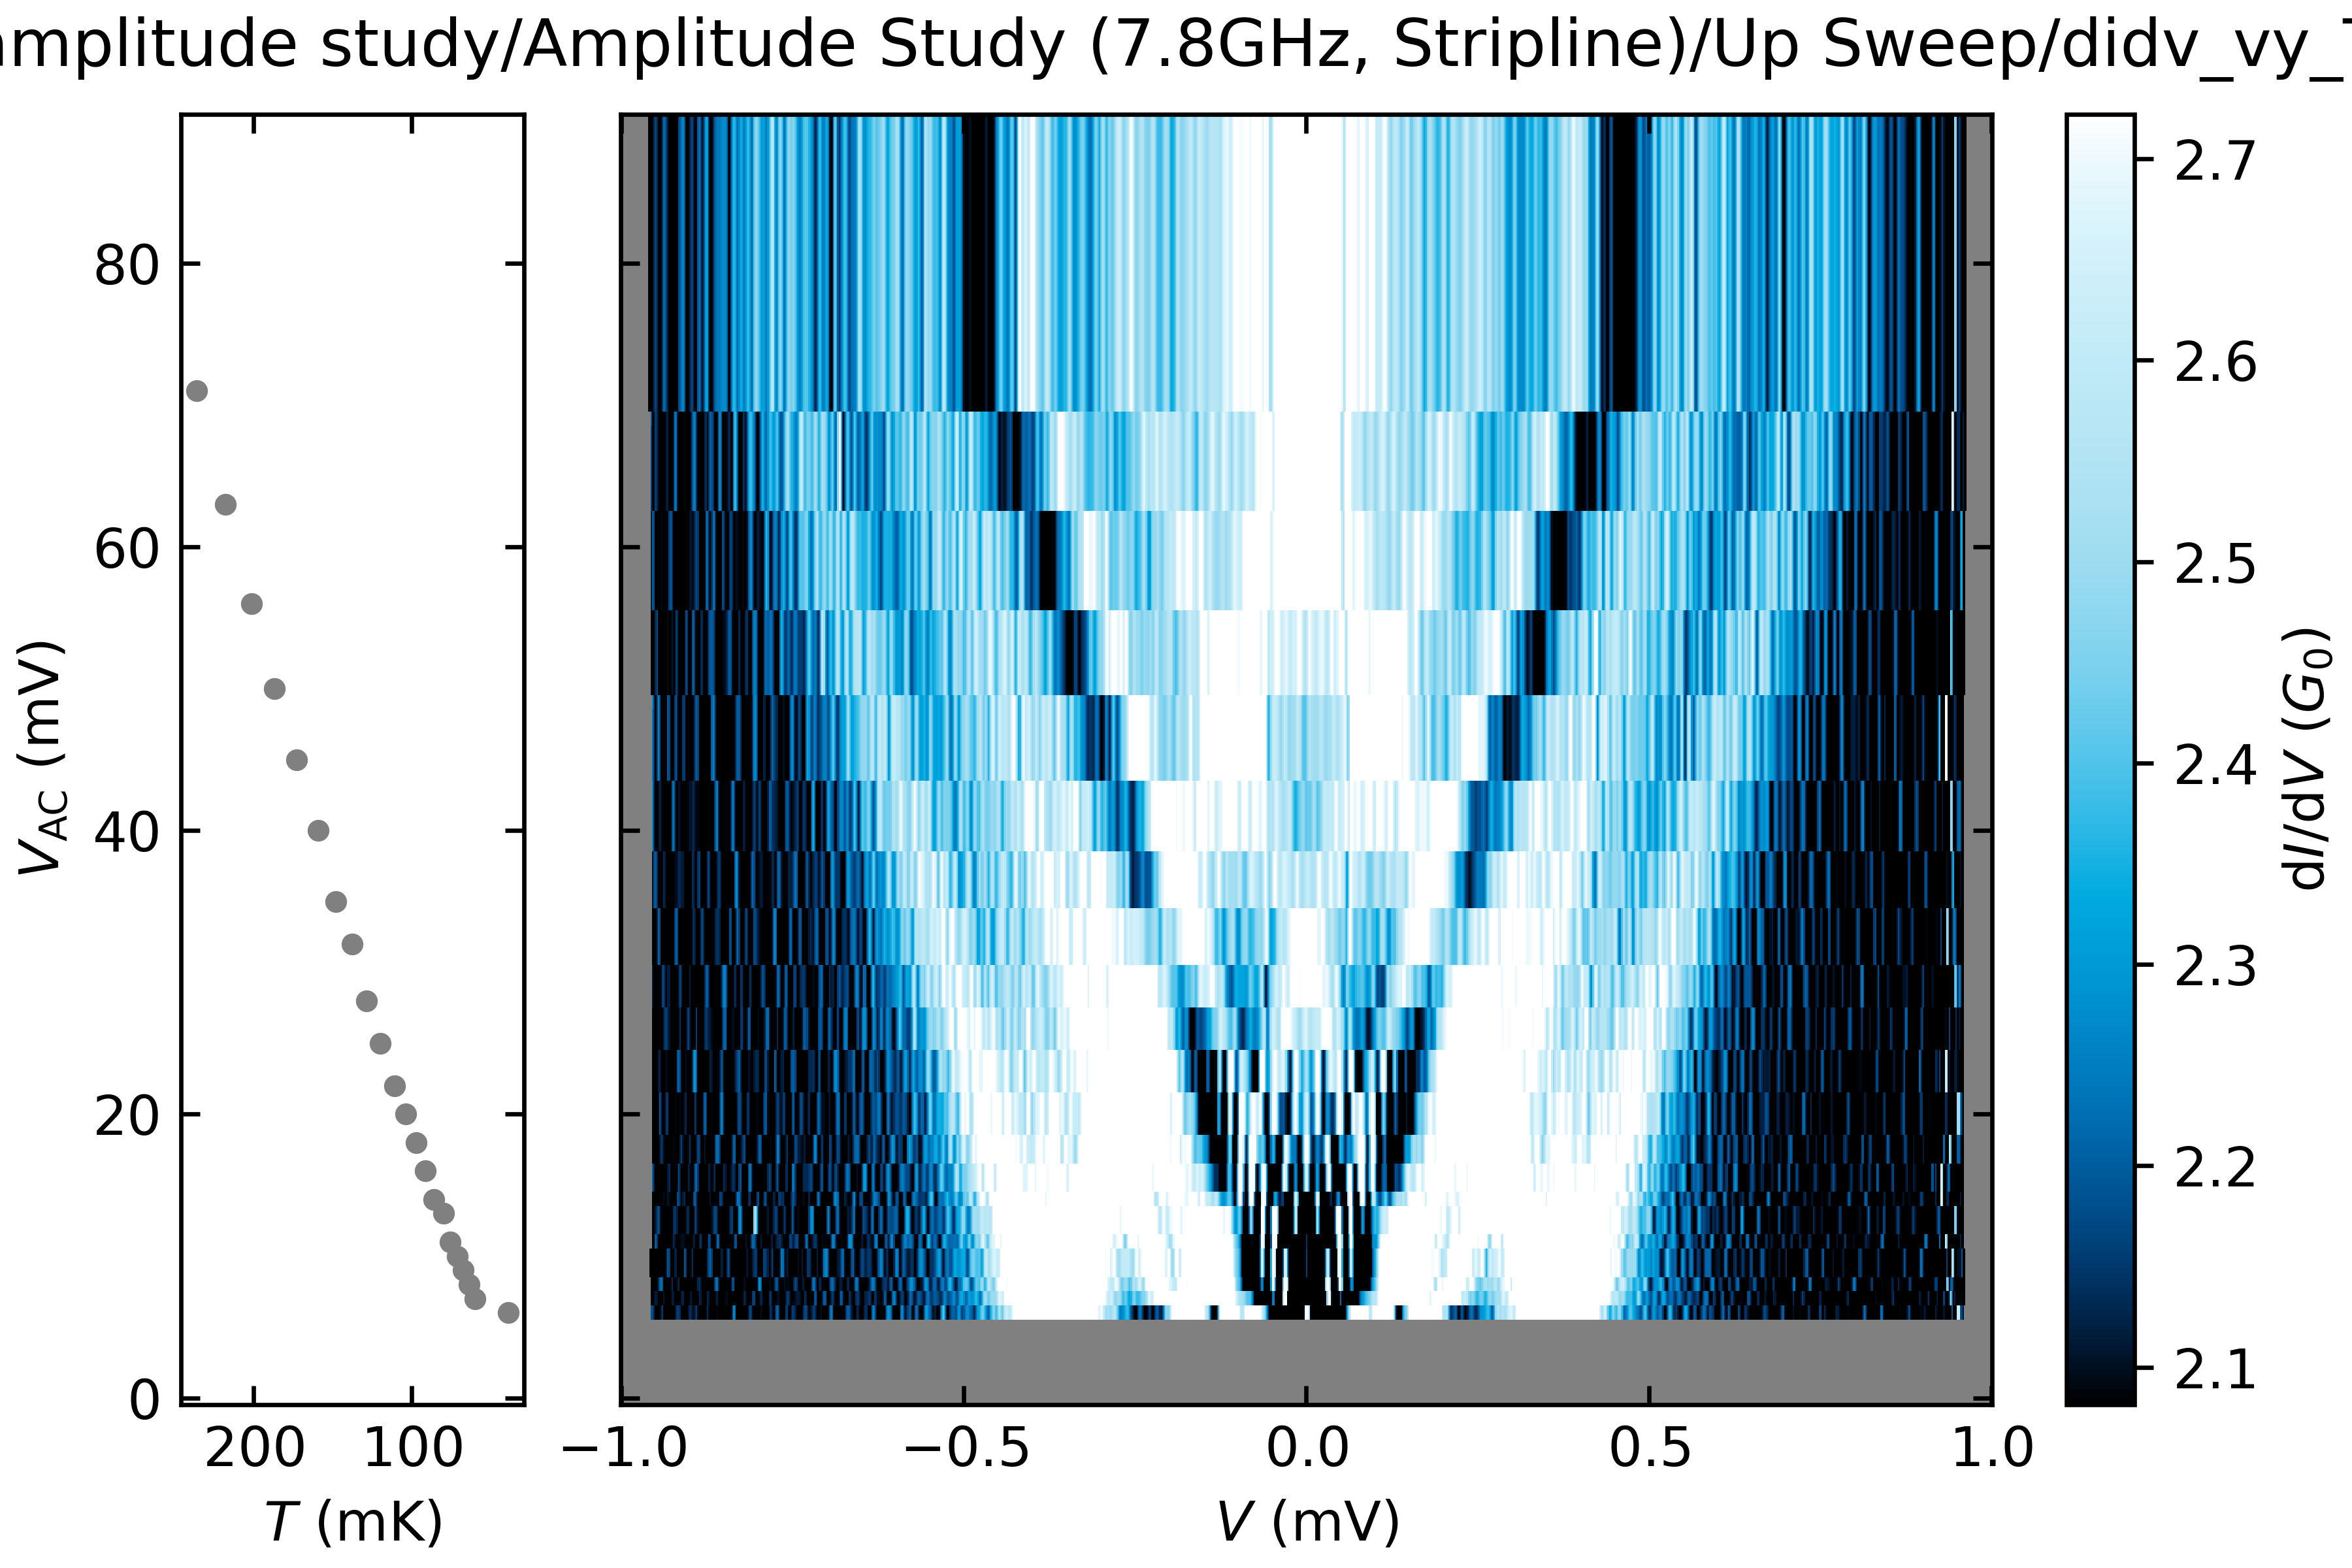 amplitude study/Amplitude Study (7.8GHz, Stripline)/Up Sweep/didv_vy_
80
60
40
20
0
V_AC (mV)
200 100
T (mK)
−1.0 −0.5 0.0 0.5 1.0
V (mV)
2.7
2.6
2.5
2.4
2.3
2.2
2.1
dI/dV (G₀)